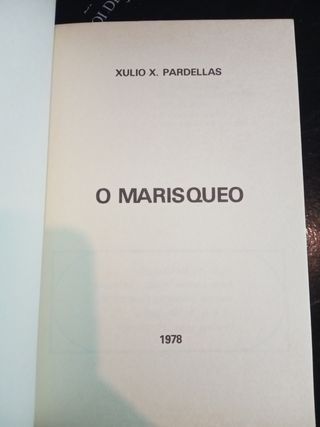 XULIO X. PARDELLAS
O MARISQUEO
1978